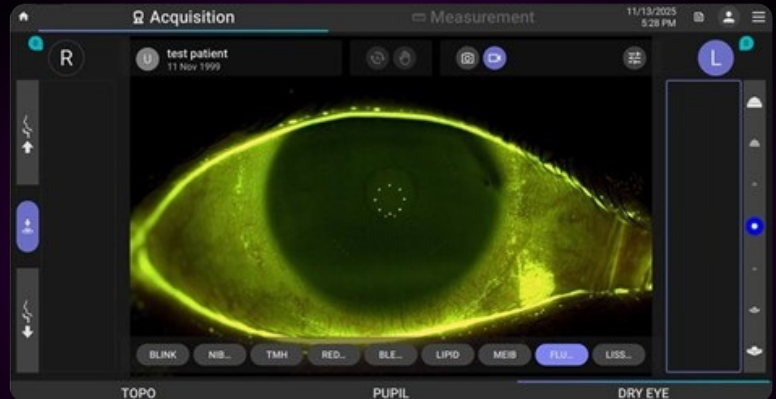 Acquisition
Measurement
11/13/2025
5:28 PM
R
U
test patient
11 Nov 1999
L
BLINK
NIB...
TMH
RED...
BLE...
LIPID
MEIB
FLU...
LISS...
TOPO
PUPIL
DRY EYE